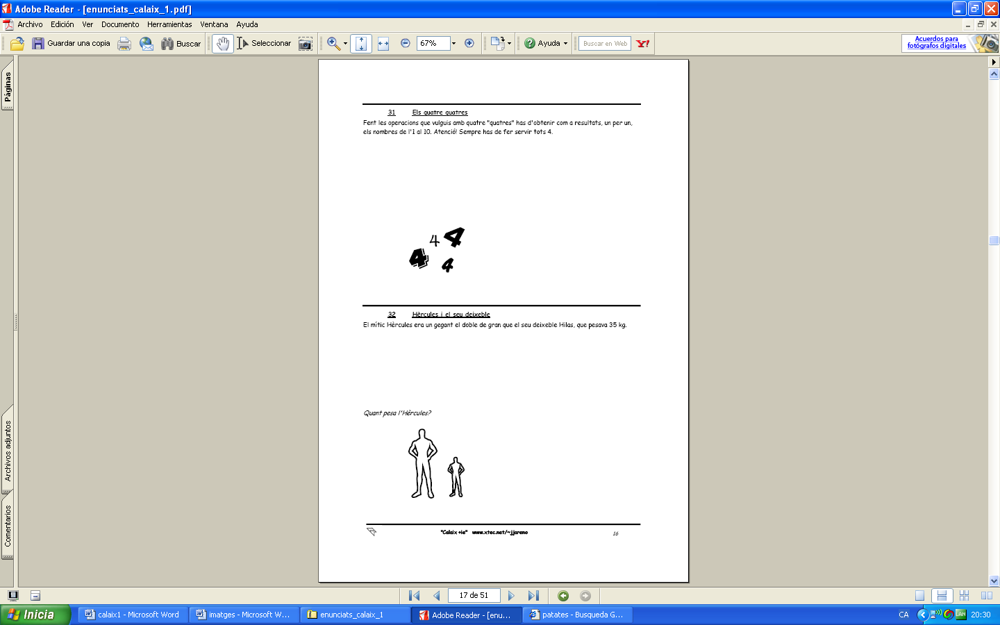 Adobe Reader - [enunciats_calaix_1.pdf]
Archivo Edición Ver Documento Herramientas Ventana Ayuda
Guardar una copia Buscar Seleccionar 67% Ayuda Buscar en Web Y!
Acuerdos para
fotógrafos digitales
Páginas
Archivos adjuntos
Comentarios
31 Els quatre quatres
Fent les operacions que vulguis amb quatre "quatres" has d'obtenir com a resultats, un per un,
els nombres de l'1 al 10. Atenció! Sempre has de fer servir tots 4.
4 4
4 4
32 Hèrcules i el seu deixeble
El mític Hèrcules era un gegant el doble de gran que el seu deixeble Hilas, que pesava 35 kg.
Quant pesa l'Hèrcules?
"Calaix +ie" www.xtec.net/~jjareno 16
17 de 51
Inicia calaix1 - Microsoft Word imatges - Microsoft W... enunciats_calaix_1 Adobe Reader - [enu... patates - Busqueda G... CA LAN 20:30